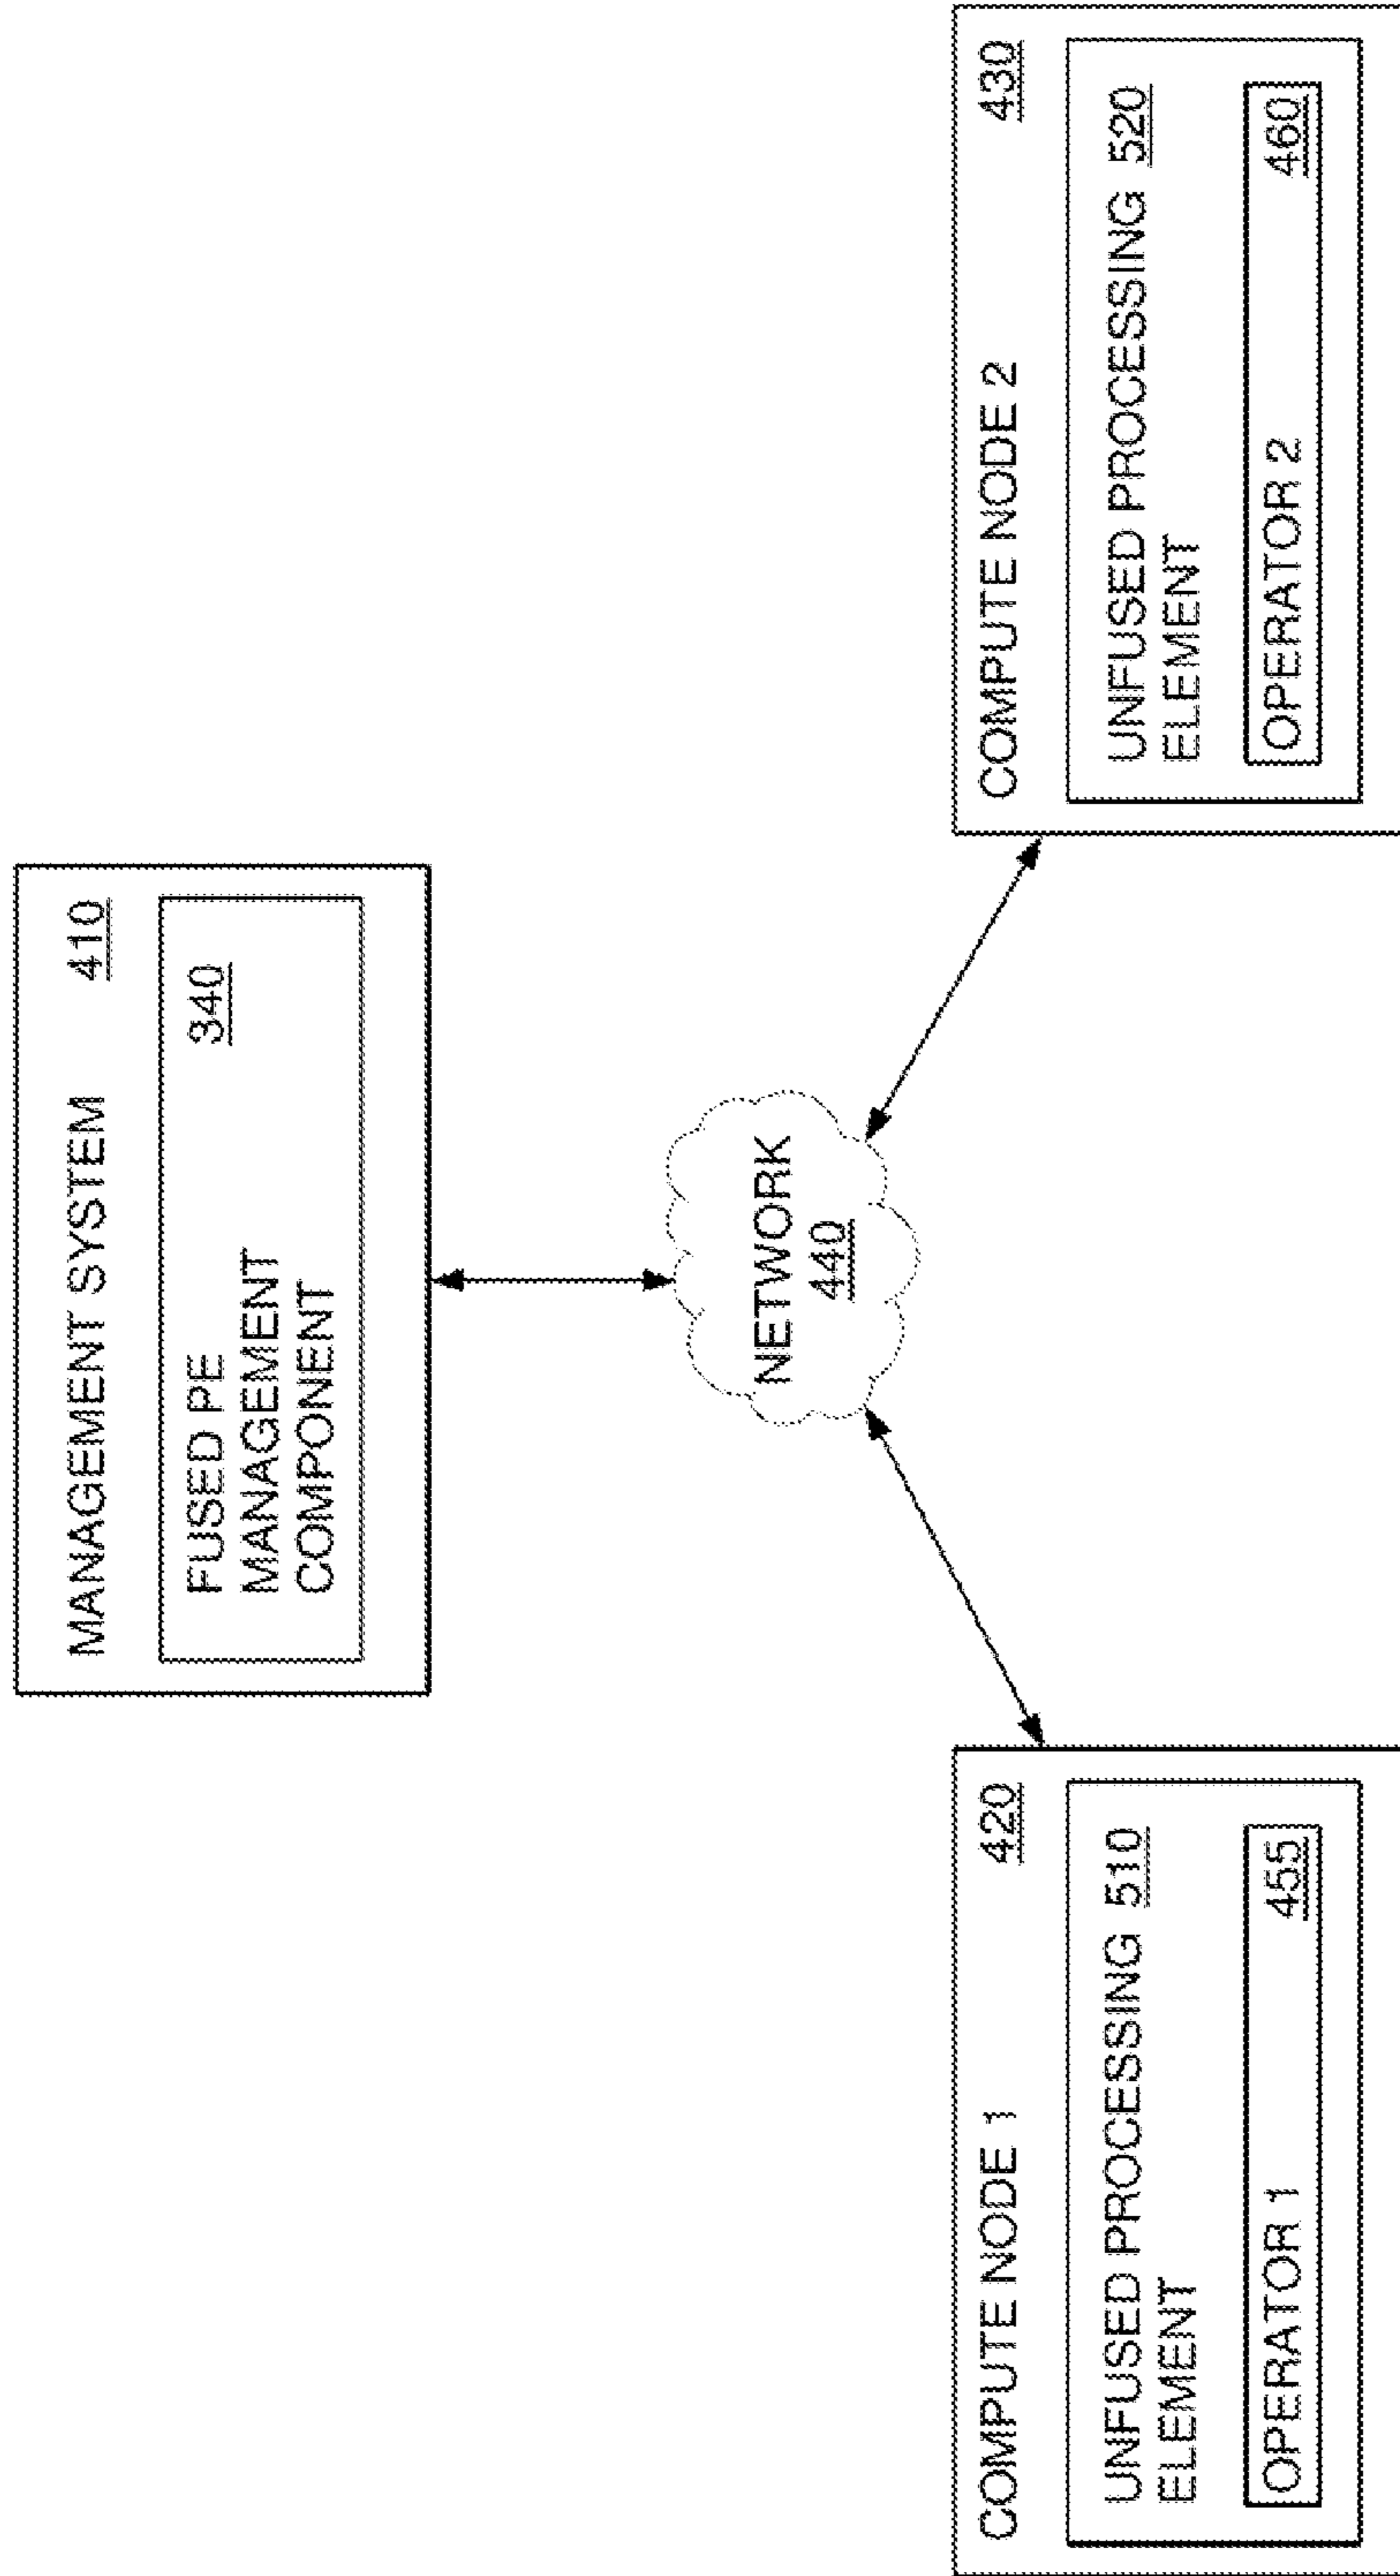 MANAGEMENT SYSTEM 410
FUSED PE 340
MANAGEMENT
COMPONENT
NETWORK
440
COMPUTE NODE 1 420
UNFUSED PROCESSING 510
ELEMENT
OPERATOR 1 455
COMPUTE NODE 2 430
UNFUSED PROCESSING 520
ELEMENT
OPERATOR 2 460